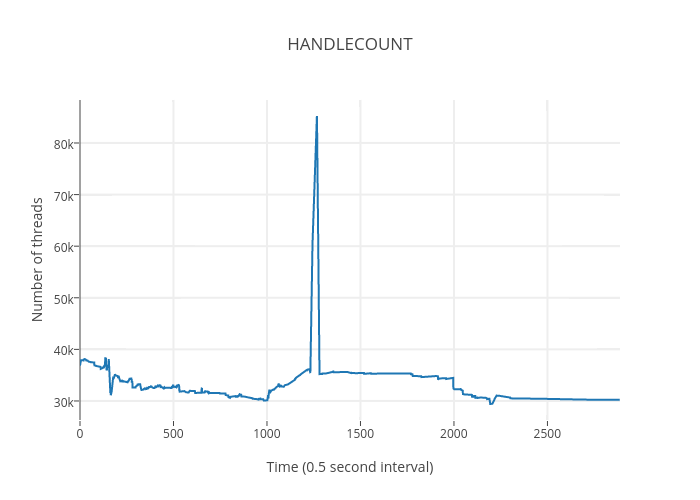 HANDLECOUNT
Number of threads
80k
70k
60k
50k
40k
30k
0 500 1000 1500 2000 2500
Time (0.5 second interval)